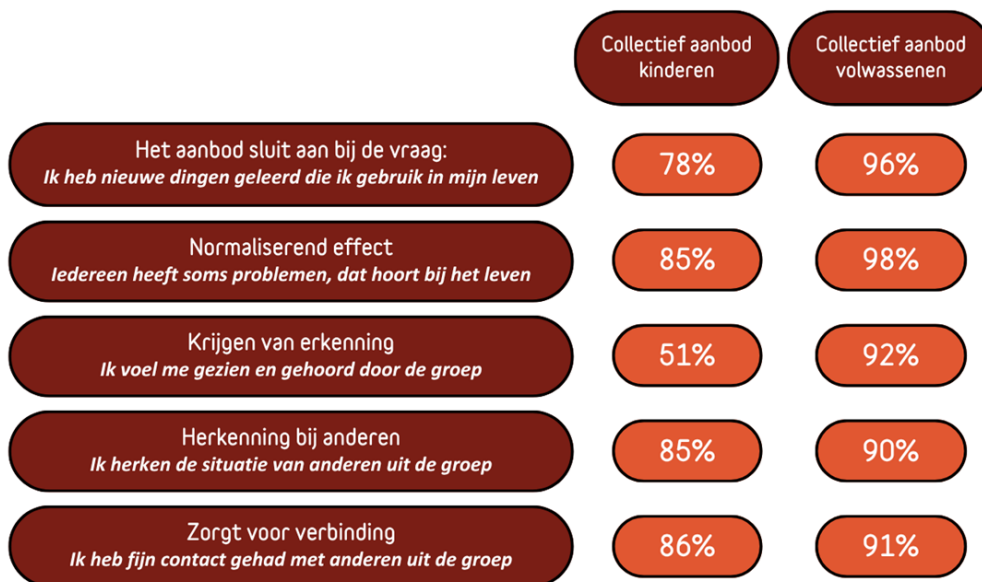 Collectief aanbod
kinderen
Collectief aanbod
volwassenen
Het aanbod sluit aan bij de vraag:
Ik heb nieuwe dingen geleerd die ik gebruik in mijn leven
78%
96%
Normaliserend effect
Iedereen heeft soms problemen, dat hoort bij het leven
85%
98%
Krijgen van erkenning
Ik voel me gezien en gehoord door de groep
51%
92%
Herkenning bij anderen
Ik herken de situatie van anderen uit de groep
85%
90%
Zorgt voor verbinding
Ik heb fijn contact gehad met anderen uit de groep
86%
91%